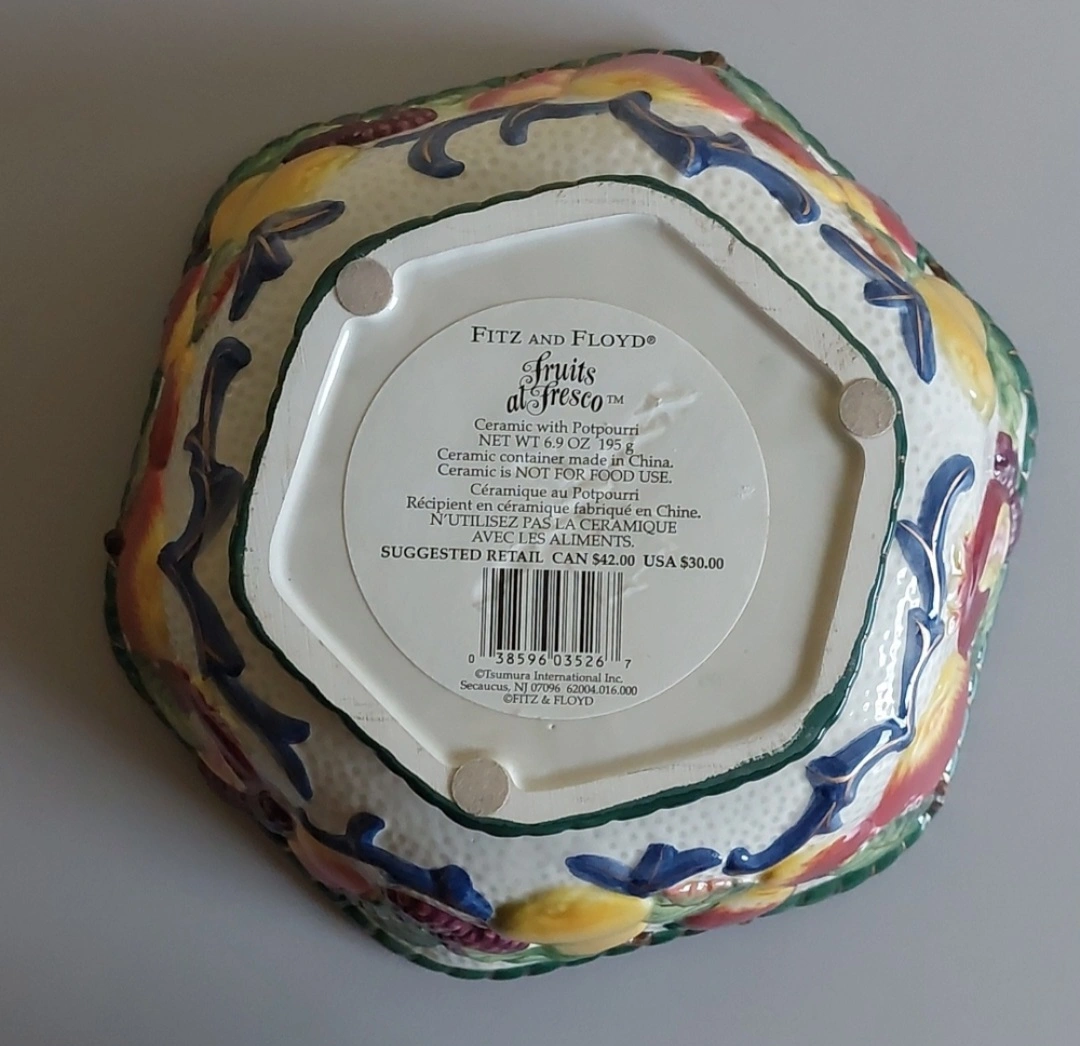 FITZ AND FLOYD®
Fruits
al Fresco™
Ceramic with Potpourri
NET WT 6.9 OZ 195 g
Ceramic container made in China.
Ceramic is NOT FOR FOOD USE.
Céramique au Potpourri
Récipient en céramique fabriqué en Chine.
N'UTILISEZ PAS LA CERAMIQUE
AVEC LES ALIMENTS.
SUGGESTED RETAIL CAN $42.00 USA $30.00
0 38596 03526 7
©Tsumura International Inc.
Secaucus, NJ 07096 62004.016.000
©FITZ & FLOYD